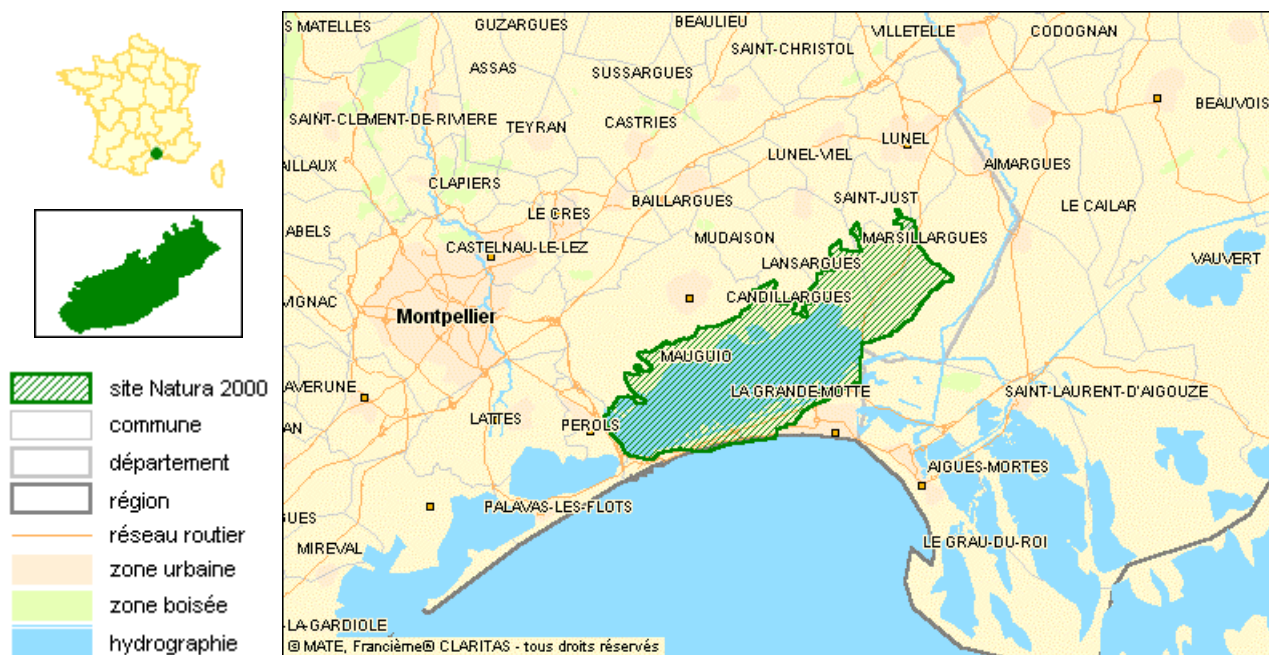 S MATELLES
GUZARGUES
BEAULIEU
VILLETELLE
CODOGNAN
SAINT-CHRISTOL
ASSAS
SUSSARGUES
BEAUVOIS
SAINT-CLEMENT-DE-RIVIERE
TEYRAN
CASTRIES
LUNEL
AILLAUX
LUNEL-VIEL
AIMARGUES
CLAPIERS
BAILLARGUES
SAINT-JUST
LE CAILAR
LE CRES
ABELS
CASTELNAU-LE-LEZ
MUDAISON
MARSILLARGUES
VAUVERT
LANSARGUES
VIGNAC
CANDILLARGUES
Montpellier
MAUGUIO
AVERUNE
LA GRANDE-MOTTE
SAINT-LAURENT-D'AIGOUZE
LATTES
PEROLS
AN
AIGUES-MORTES
PALAVAS-LES-FLOTS
GUES
MIREVAL
LE GRAU-DU-ROI
-LA-GARDIOLE
© MATE, Francième® CLARITAS - tous droits réservés
site Natura 2000
commune
département
région
réseau routier
zone urbaine
zone boisée
hydrographie